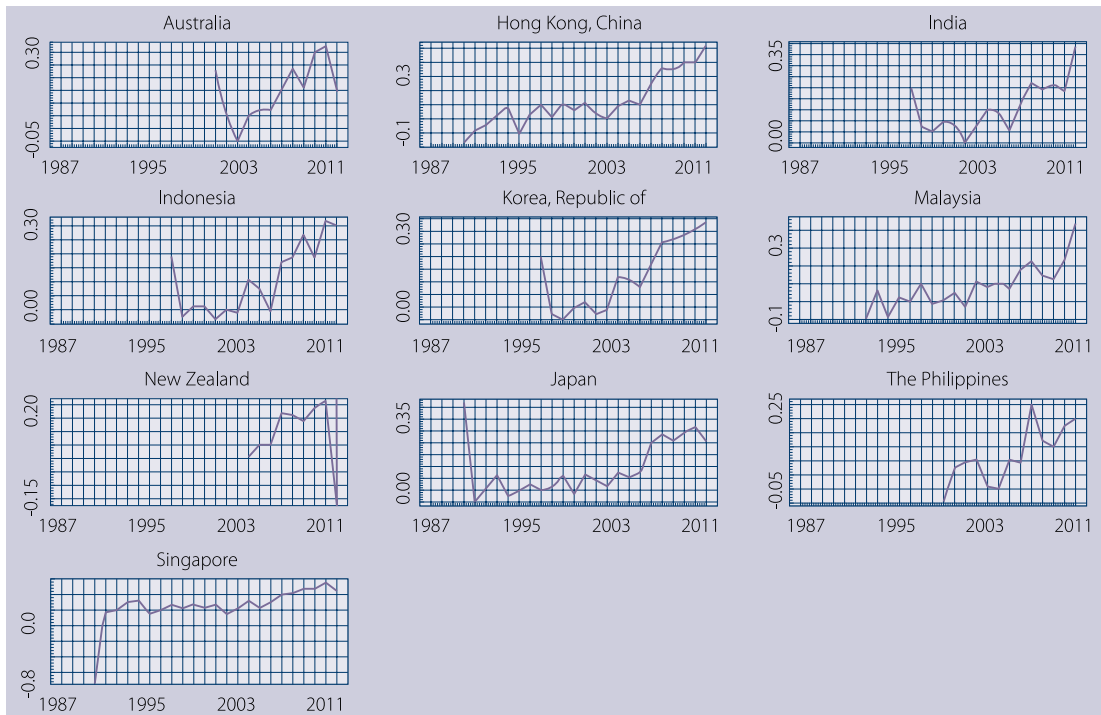 Australia
0.30
-0.05
1987 1995 2003 2011
Hong Kong, China
0.3
-0.1
1987 1995 2003 2011
India
0.35
0.00
1987 1995 2003 2011
Indonesia
0.30
0.00
1987 1995 2003 2011
Korea, Republic of
0.30
0.00
1987 1995 2003 2011
Malaysia
0.3
-0.1
1987 1995 2003 2011
New Zealand
0.20
-0.15
1987 1995 2003 2011
Japan
0.35
0.00
1987 1995 2003 2011
The Philippines
0.25
-0.05
1987 1995 2003 2011
Singapore
0.0
-0.8
1987 1995 2003 2011